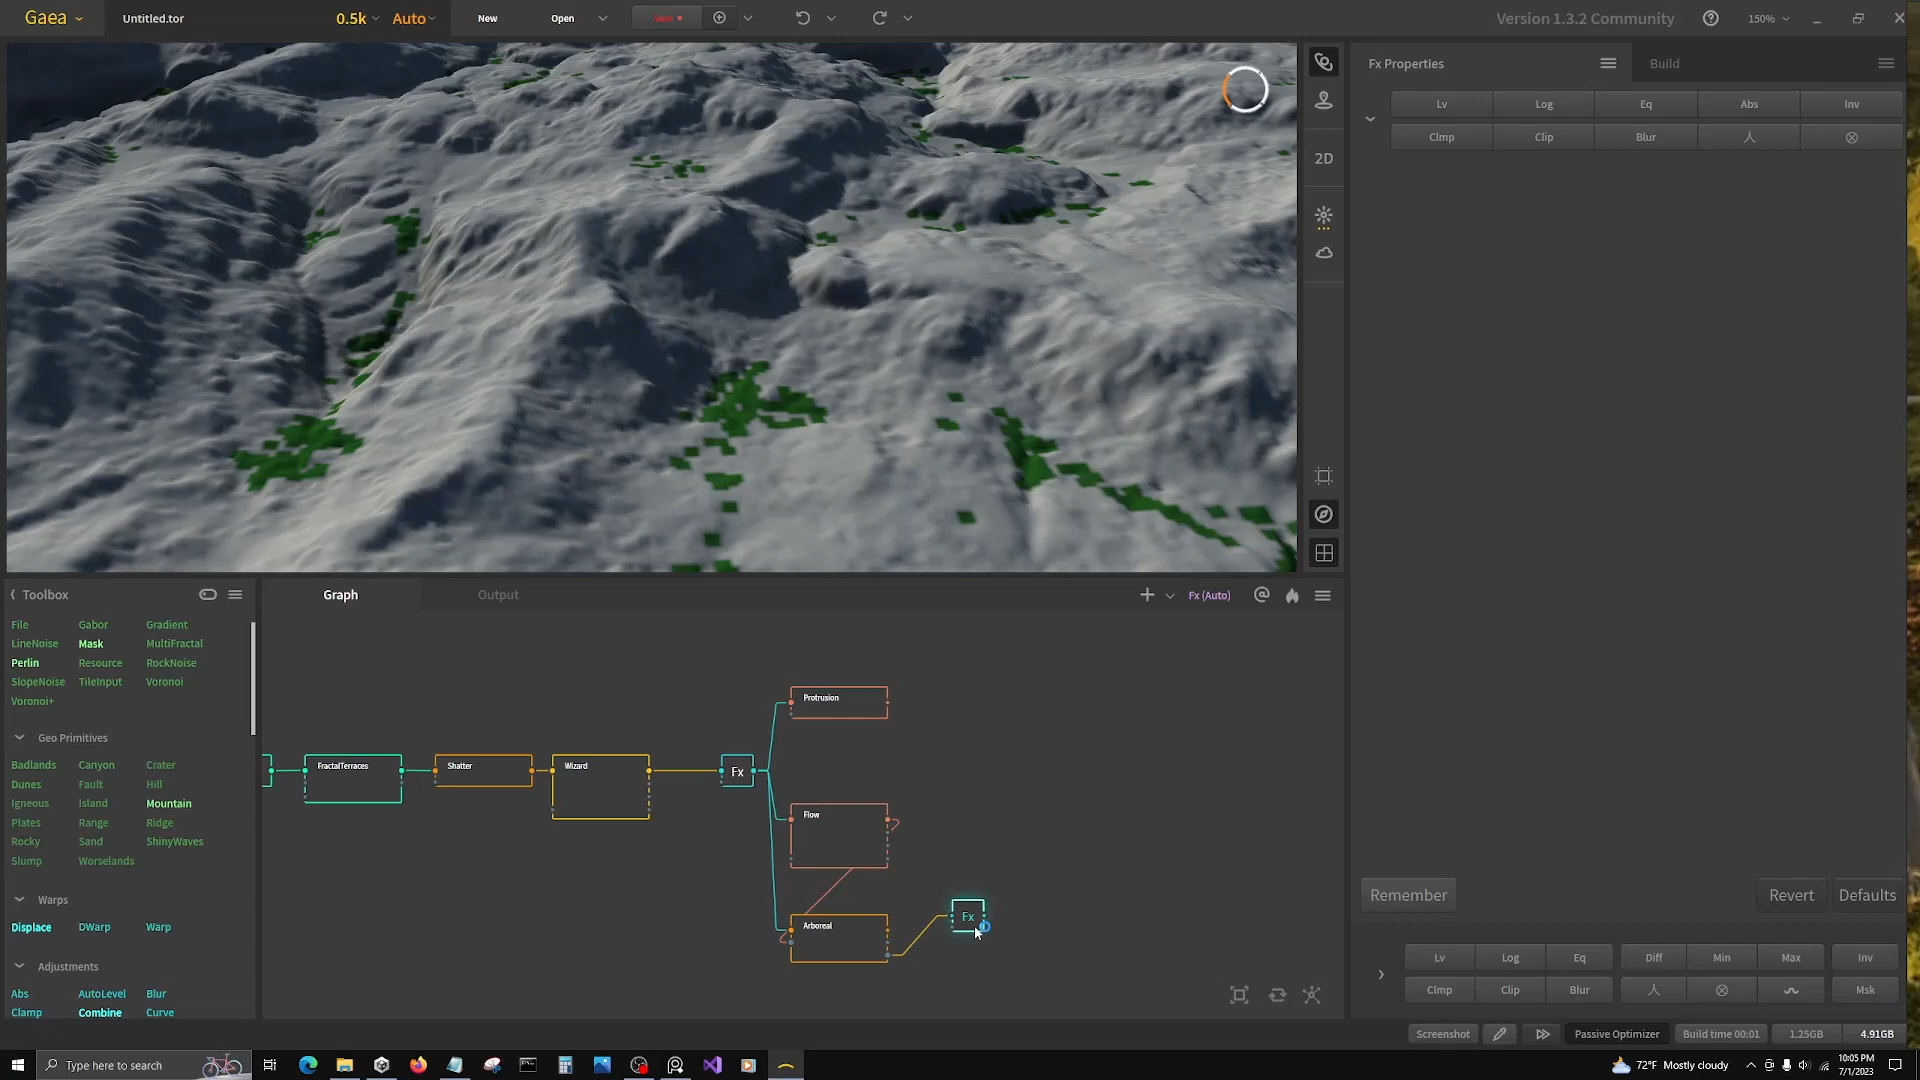 Gaea
Untitled.tor
0.5k
Auto
New
Open
Version 1.3.2 Community
150%
Fx Properties
Build
Lv Log Eq Abs Inv
Clmp Clip Blur
2D
Toolbox
Graph
Output
Fx (Auto)
File Gabor Gradient
LineNoise Mask MultiFractal
Perlin Resource RockNoise
SlopeNoise TileInput Voronoi
Voronoi+
Geo Primitives
Badlands Canyon Crater
Dunes Fault Hill
Igneous Island Mountain
Plates Range Ridge
Rocky Sand ShinyWaves
Slump Worselands
Warps
Displace DWarp Warp
Adjustments
Abs AutoLevel Blur
Clamp Combine Curve
Protrusion
FractalTerraces
Shatter
Wizard
Fx
Flow
Arboreal
Fx
Remember
Revert
Defaults
Lv Log Eq Diff Min Max Inv
Clmp Clip Blur Msk
Screenshot
Passive Optimizer
Build time 00:01
1.25GB
4.91GB
Type here to search
72°F Mostly cloudy
10:05 PM
7/1/2023